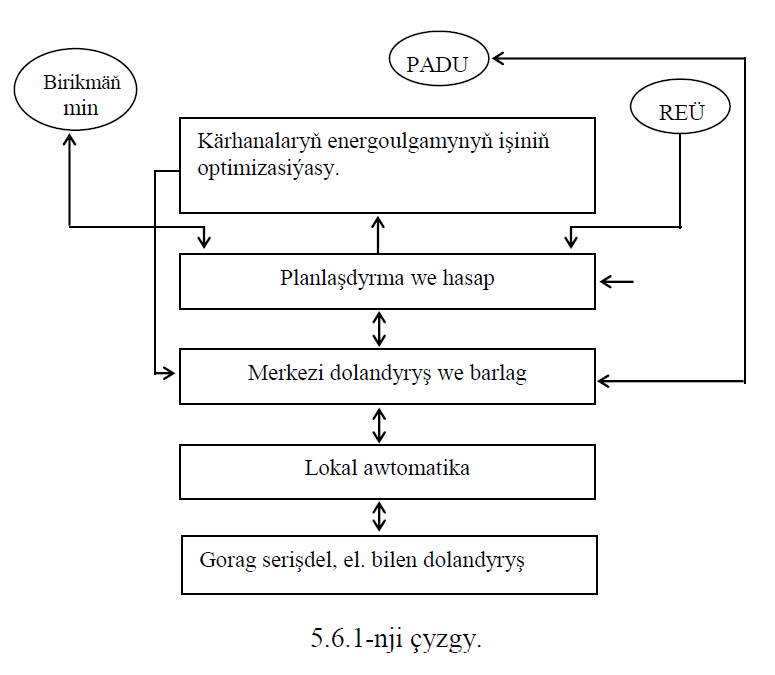 Birikmäň
min
PADU
REÜ
Kärhanalaryň energoulgamynyň işiniň
optimizasiýasy.
Planlaşdyrma we hasap
Merkezi dolandyryş we barlag
Lokal awtomatika
Gorag serişdel, el. bilen dolandyryş
5.6.1-nji çyzgy.